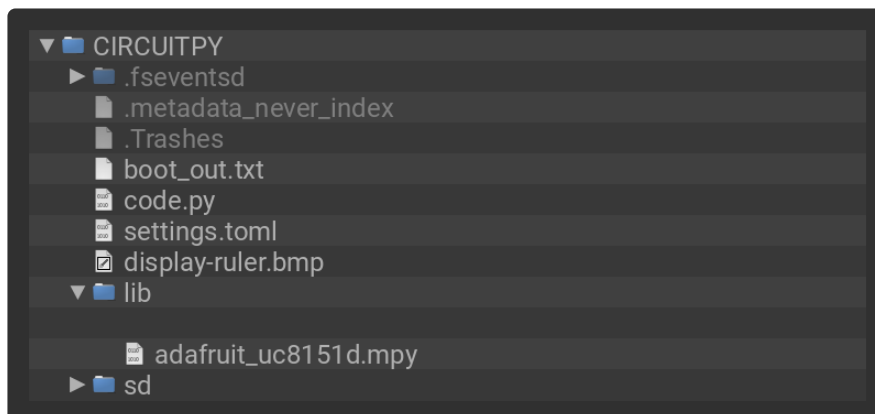 CIRCUITPY
.fseventsd
.metadata_never_index
.Trashes
boot_out.txt
code.py
settings.toml
display-ruler.bmp
lib
adafruit_uc8151d.mpy
sd